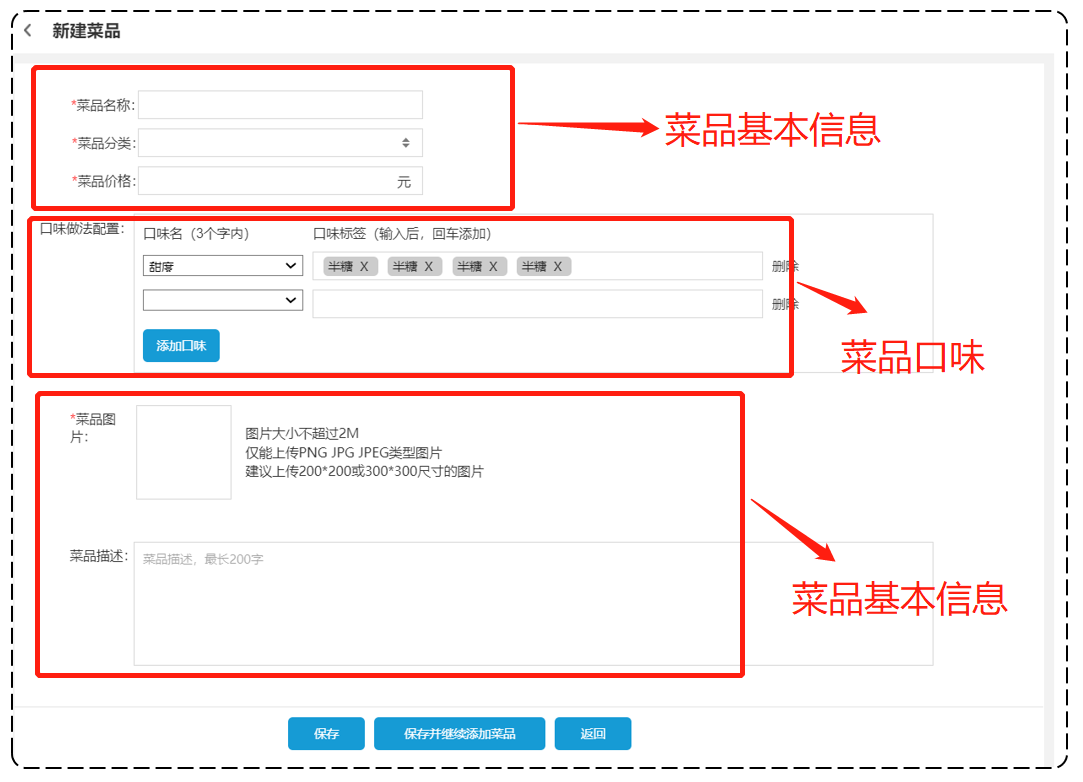 新建菜品
*菜品名称:
*菜品分类:
*菜品价格: 元
菜品基本信息
口味做法配置: 口味名（3个字内） 口味标签（输入后，回车添加）
甜度 半糖 X 半糖 X 半糖 X 半糖 X 删除
删除
添加口味
菜品口味
*菜品图
片:
图片大小不超过2M
仅能上传PNG JPG JPEG类型图片
建议上传200*200或300*300尺寸的图片
菜品描述: 菜品描述，最长200字
菜品基本信息
保存 保存并继续添加菜品 返回